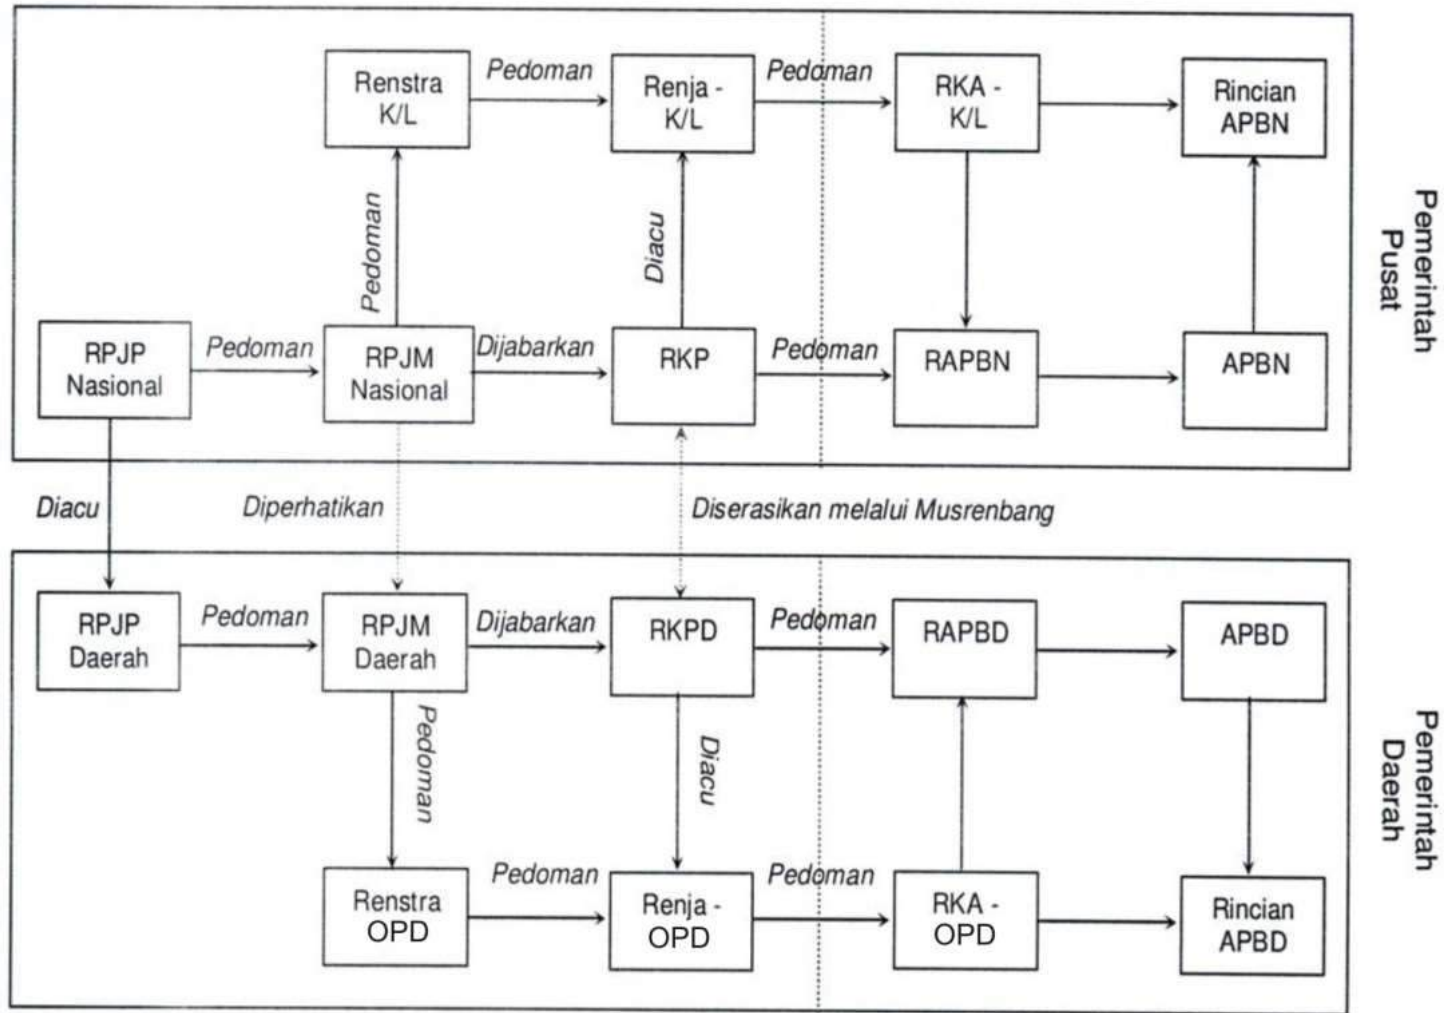 Renstra
K/L
Pedoman
Renja -
K/L
Pedoman
RKA -
K/L
Rincian
APBN
Pedoman
Diacu
RPJP
Nasional
Pedoman
RPJM
Nasional
Dijabarkan
RKP
Pedoman
RAPBN
APBN
Pemerintah
Pusat
Diacu
Diperhatikan
Diserasikan melalui Musrenbang
RPJP
Daerah
Pedoman
RPJM
Daerah
Dijabarkan
RKPD
Pedoman
RAPBD
APBD
Pedoman
Diacu
Renstra
OPD
Pedoman
Renja -
OPD
Pedoman
RKA -
OPD
Rincian
APBD
Pemerintah
Daerah